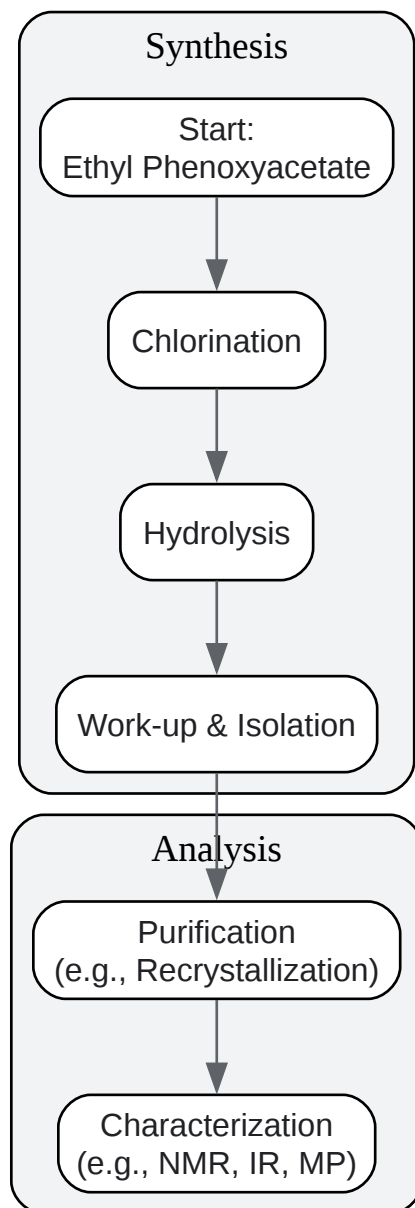 Synthesis
Start:
Ethyl Phenoxyacetate
Chlorination
Hydrolysis
Work-up & Isolation
Analysis
Purification
(e.g., Recrystallization)
Characterization
(e.g., NMR, IR, MP)